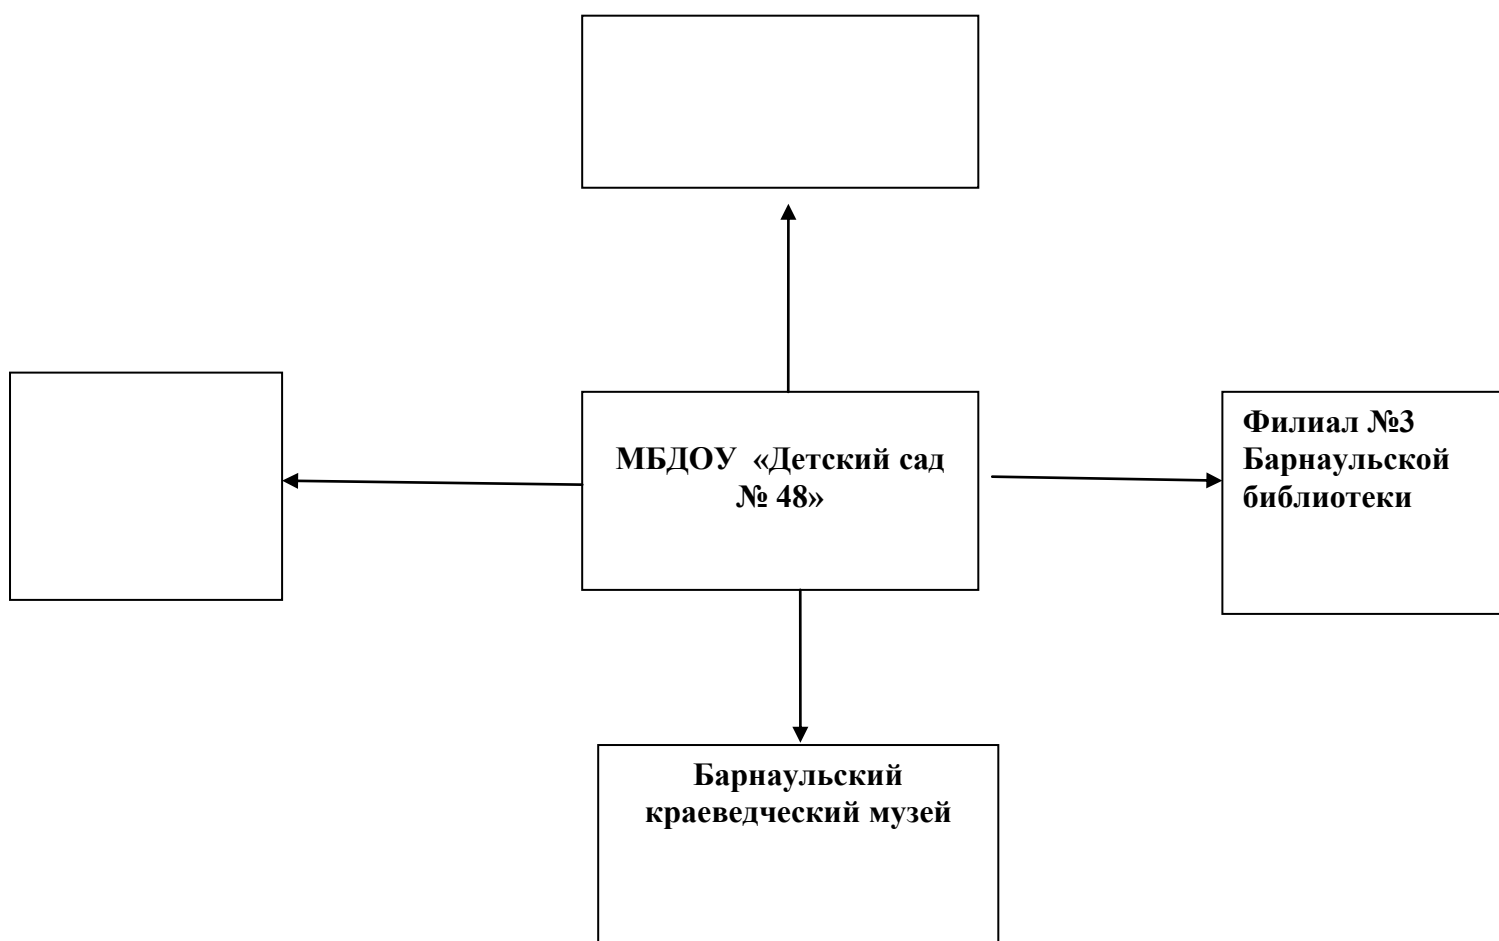 МБДОУ «Детский сад
№ 48»
Филиал №3
Барнаульской
библиотеки
Барнаульский
краеведческий музей